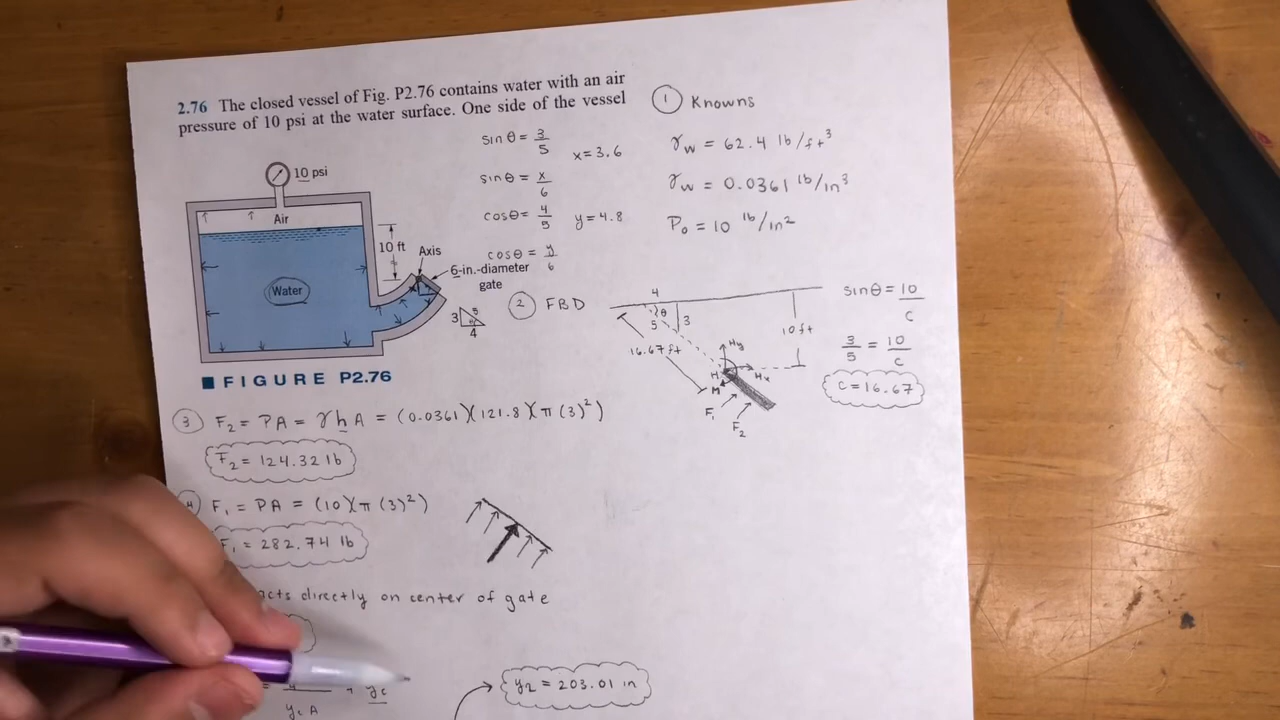 2.76 The closed vessel of Fig. P2.76 contains water with an air
pressure of 10 psi at the water surface. One side of the vessel
10 psi
Air
10 ft
Axis
6-in.-diameter
gate
Water
3
5
4
FIGURE P2.76
sinθ = 3/5
x = 3.6
sinθ = x/6
cosθ = 4/5
y = 4.8
cosθ = y/6
1 Knowns
γw = 62.4 lb/ft³
γw = 0.0361 lb/in³
Po = 10 lb/in²
2 FBD
4
θ
5
3
10 ft
16.67 ft
Hy
H
Hx
M
F1
F2
sinθ = 10/c
3/5 = 10/c
c = 16.67
3 F2 = PA = γhA = (0.0361)(121.8)(π(3)²)
F2 = 124.32 lb
4 F1 = PA = (10)(π(3)²)
F1 = 282.74 lb
acts directly on center of gate
yc A
+ yc
y2 = 203.01 in